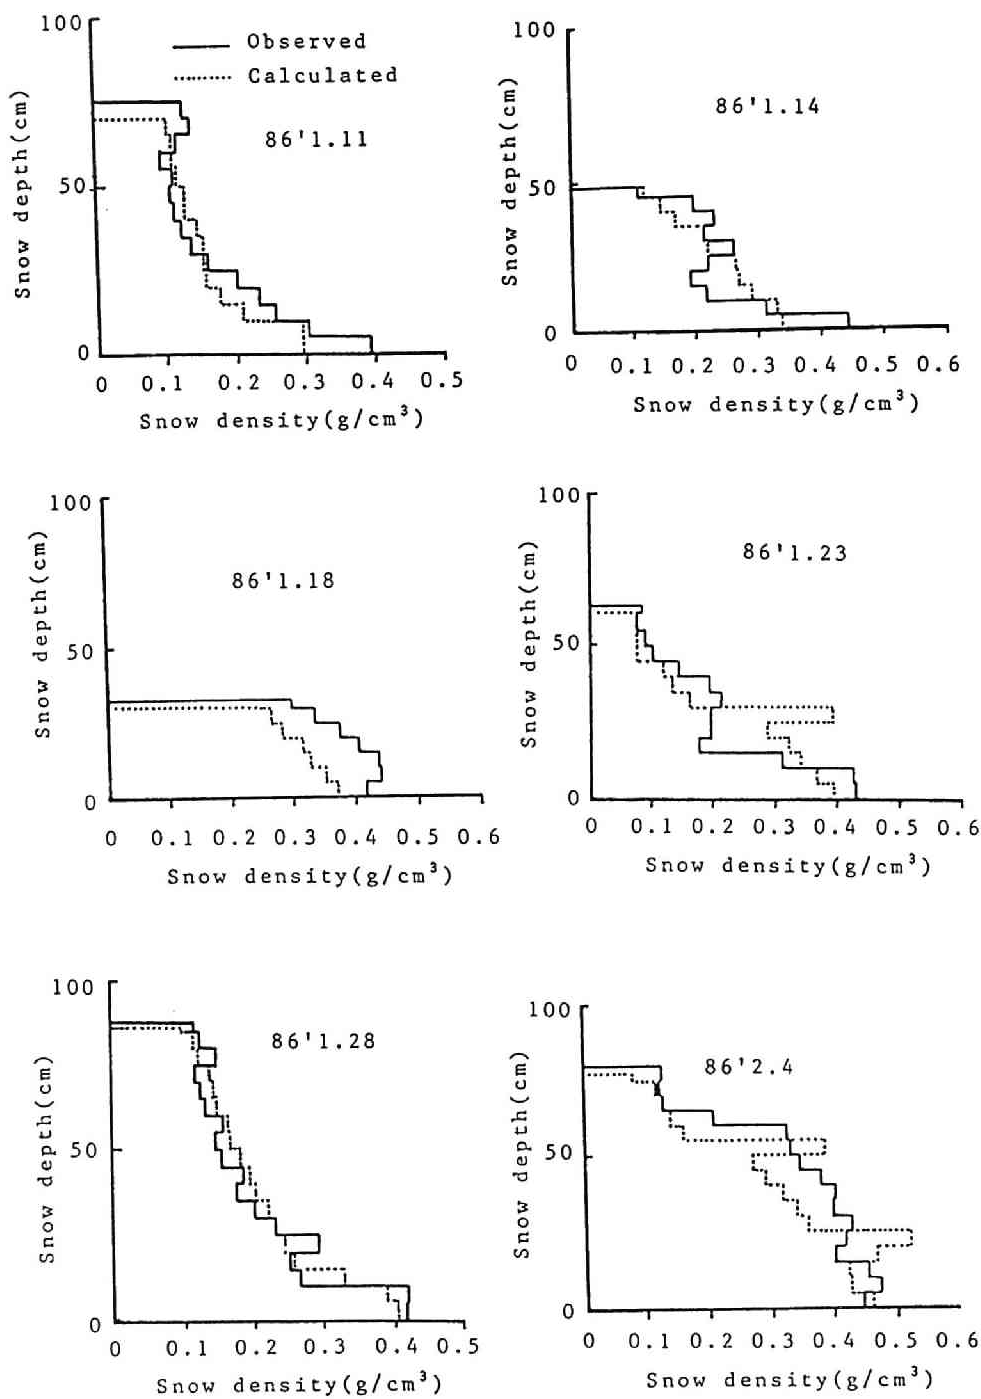 100
Observed
Calculated
86'1.11
Snow depth(cm)
50
0
0 0.1 0.2 0.3 0.4 0.5
Snow density(g/cm³)
100
86'1.14
Snow depth(cm)
50
0
0 0.1 0.2 0.3 0.4 0.5 0.6
Snow density(g/cm³)
100
86'1.18
Snow depth(cm)
50
0
0 0.1 0.2 0.3 0.4 0.5 0.6
Snow density(g/cm³)
100
86'1.23
Snow depth(cm)
50
0
0 0.1 0.2 0.3 0.4 0.5 0.6
Snow density(g/cm³)
100
86'1.28
Snow depth(cm)
50
0
0 0.1 0.2 0.3 0.4 0.5
Snow density(g/cm³)
100
86'2.4
Snow depth(cm)
50
0
0 0.1 0.2 0.3 0.4 0.5 0.6
Snow density(g/cm³)